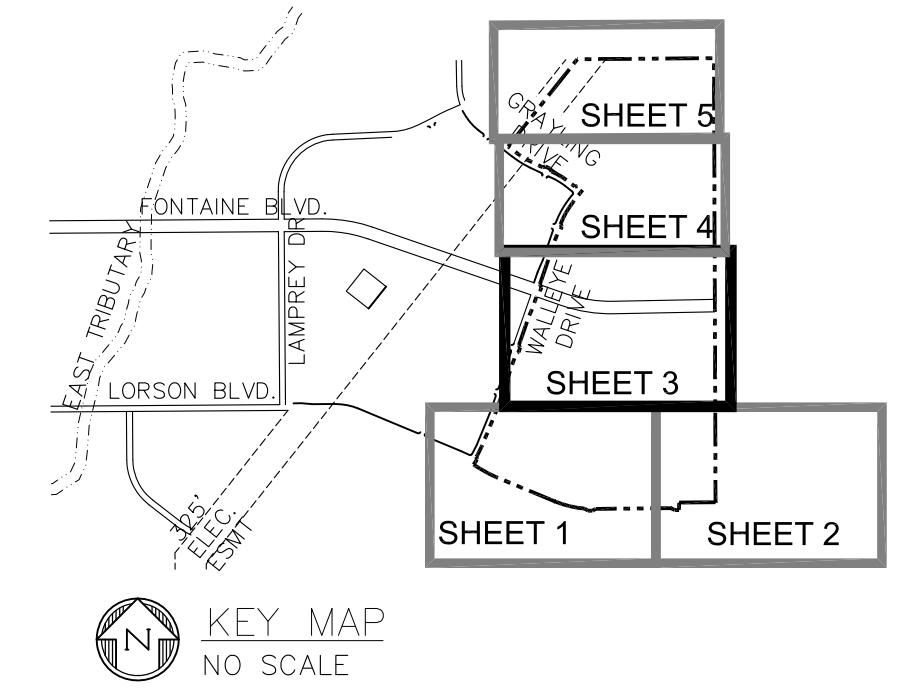 GRAYLING
DRIVE
SHEET 5
FONTAINE BLVD.
SHEET 4
EAST TRIBUTARY
LAMPREY DR
WALLEYE
DRIVE
SHEET 3
LORSON BLVD.
325'
ELEC.
ESMT
SHEET 1
SHEET 2
N
KEY MAP
NO SCALE